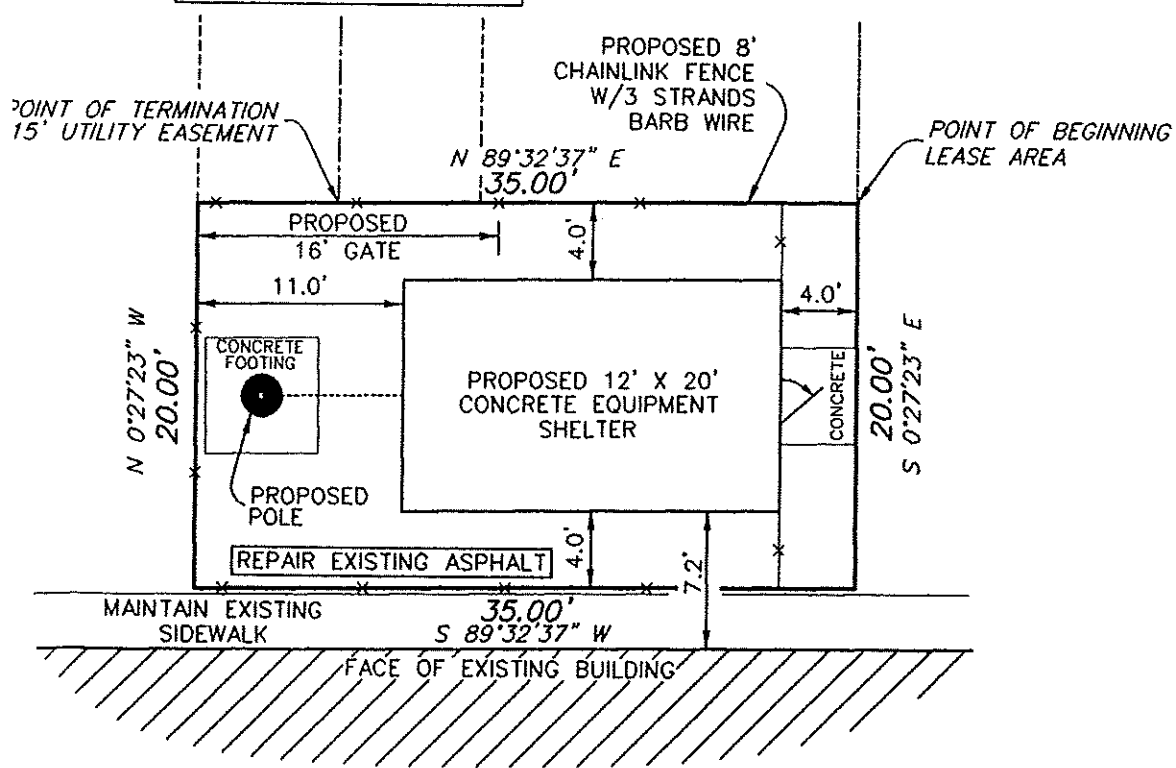 PROPOSED 8'
CHAINLINK FENCE
W/3 STRANDS
BARB WIRE
POINT OF TERMINATION
15' UTILITY EASEMENT
POINT OF BEGINNING
LEASE AREA
N 89°32'37" E
35.00'
PROPOSED
16' GATE
4.0'
11.0'
4.0'
N 0°27'23" W
20.00'
CONCRETE
FOOTING
PROPOSED 12' X 20'
CONCRETE EQUIPMENT
SHELTER
CONCRETE
20.00'
S 0°27'23" E
PROPOSED
POLE
REPAIR EXISTING ASPHALT
4.0'
7.2'
MAINTAIN EXISTING
SIDEWALK
35.00'
S 89°32'37" W
FACE OF EXISTING BUILDING